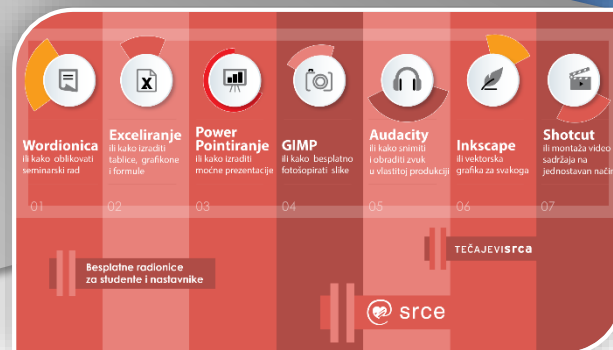 Wordionica
ili kako oblikovati
seminarski rad
01
Exceliranje
ili kako izraditi
tablice, grafikone
i formule
02
Power
Pointiranje
ili kako izraditi
moćne prezentacije
03
GIMP
ili kako besplatno
fotošopirati slike
04
Audacity
ili kako snimiti
i obraditi zvuk
u vlastitoj produkciji
05
Inkscape
ili vektorska
grafika za svakoga
06
Shotcut
ili montaža video
sadržaja na
jednostavan način
07
TEČAJEVIsrca
Besplatne radionice
za studente i nastavnike
srce